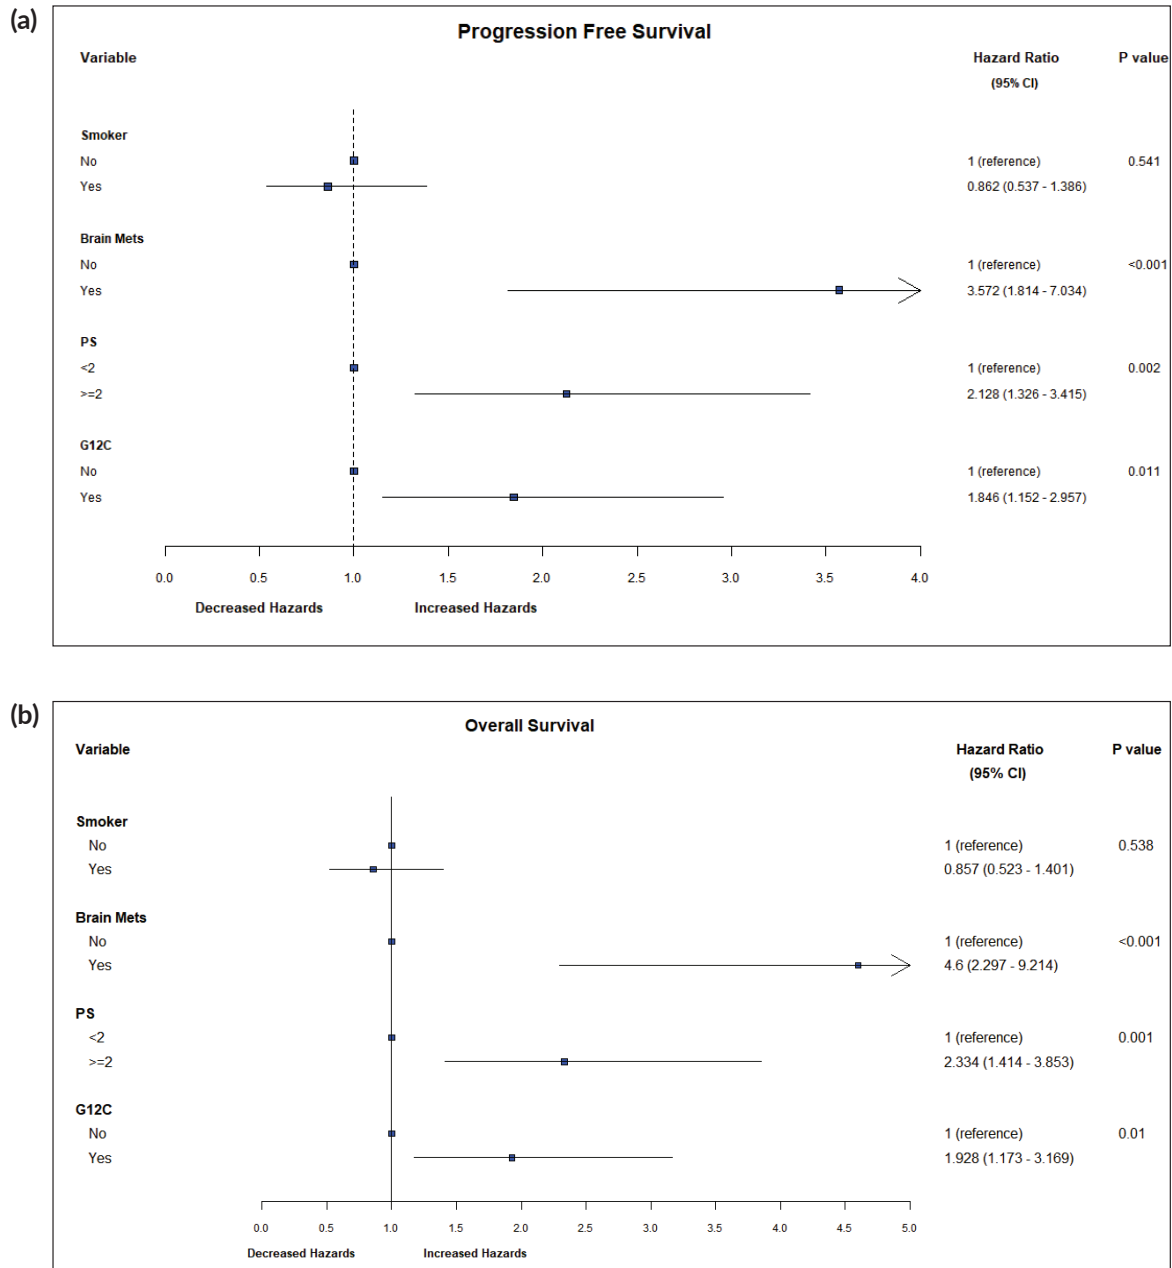 (a)
Progression Free Survival
Variable Hazard Ratio P value
(95% CI)
Smoker
No 1 (reference) 0.541
Yes 0.862 (0.537 - 1.386)
Brain Mets
No 1 (reference) <0.001
Yes 3.572 (1.814 - 7.034)
PS
<2 1 (reference) 0.002
>=2 2.128 (1.326 - 3.415)
G12C
No 1 (reference) 0.011
Yes 1.846 (1.152 - 2.957)
0.0 0.5 1.0 1.5 2.0 2.5 3.0 3.5 4.0
Decreased Hazards Increased Hazards
(b)
Overall Survival
Variable Hazard Ratio P value
(95% CI)
Smoker
No 1 (reference) 0.538
Yes 0.857 (0.523 - 1.401)
Brain Mets
No 1 (reference) <0.001
Yes 4.6 (2.297 - 9.214)
PS
<2 1 (reference) 0.001
>=2 2.334 (1.414 - 3.853)
G12C
No 1 (reference) 0.01
Yes 1.928 (1.173 - 3.169)
0.0 0.5 1.0 1.5 2.0 2.5 3.0 3.5 4.0 4.5 5.0
Decreased Hazards Increased Hazards